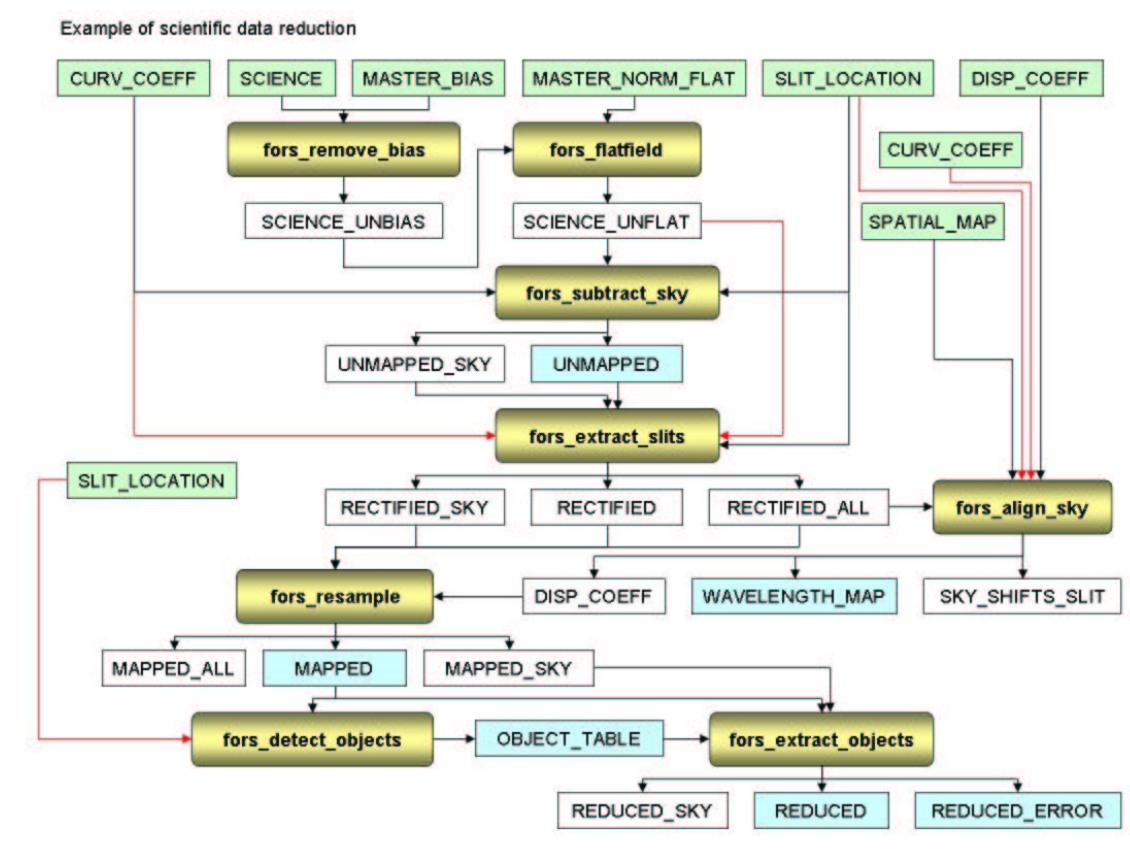 Example of scientific data reduction
CURV_COEFF SCIENCE MASTER_BIAS MASTER_NORM_FLAT SLIT_LOCATION DISP_COEFF
fors_remove_bias fors_flatfield CURV_COEFF
SCIENCE_UNBIAS SCIENCE_UNFLAT SPATIAL_MAP
fors_subtract_sky
UNMAPPED_SKY UNMAPPED
fors_extract_slits
SLIT_LOCATION
RECTIFIED_SKY RECTIFIED RECTIFIED_ALL fors_align_sky
fors_resample DISP_COEFF WAVELENGTH_MAP SKY_SHIFTS_SLIT
MAPPED_ALL MAPPED MAPPED_SKY
fors_detect_objects OBJECT_TABLE fors_extract_objects
REDUCED_SKY REDUCED REDUCED_ERROR